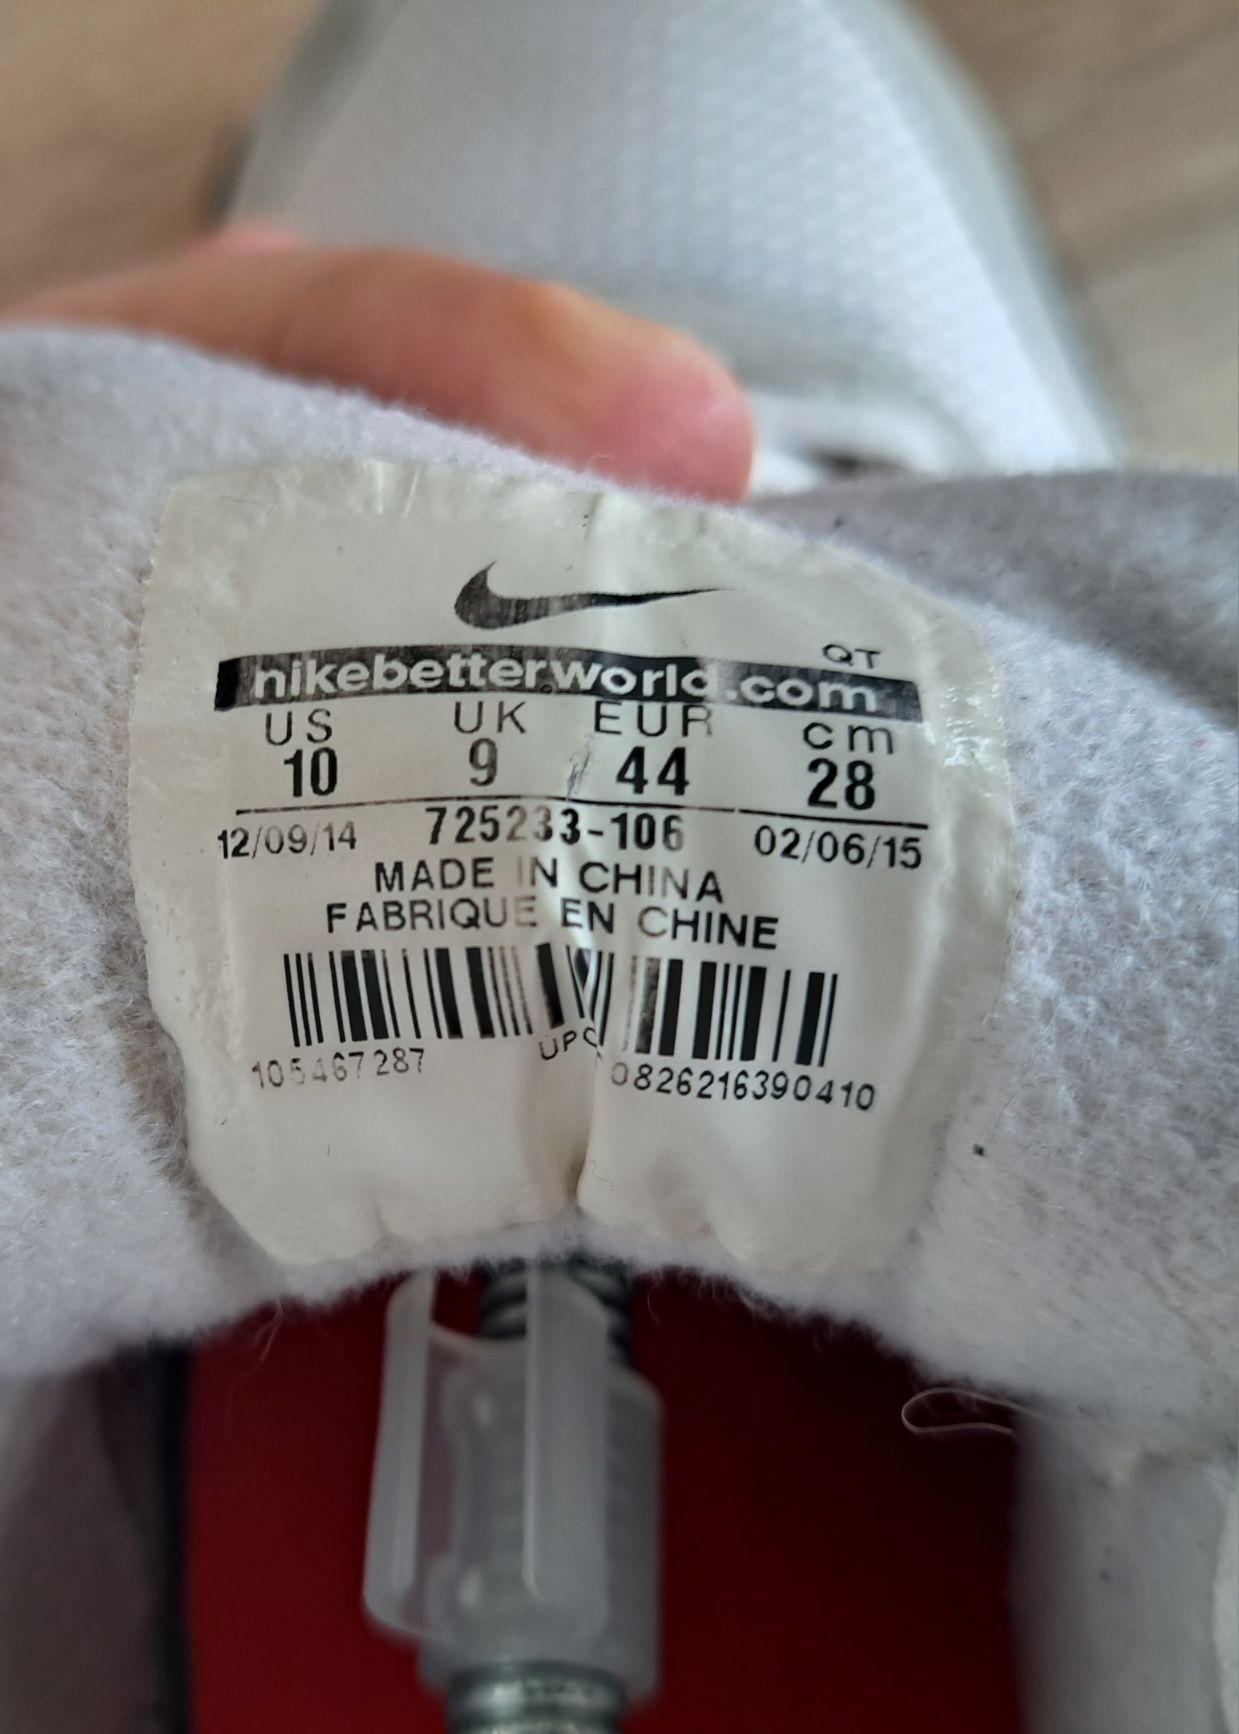 QT
nikebetterworld.com
US UK EUR cm
10 9 44 28
12/09/14 725233-106 02/06/15
MADE IN CHINA
FABRIQUE EN CHINE
105467287 UPC 0826216390410